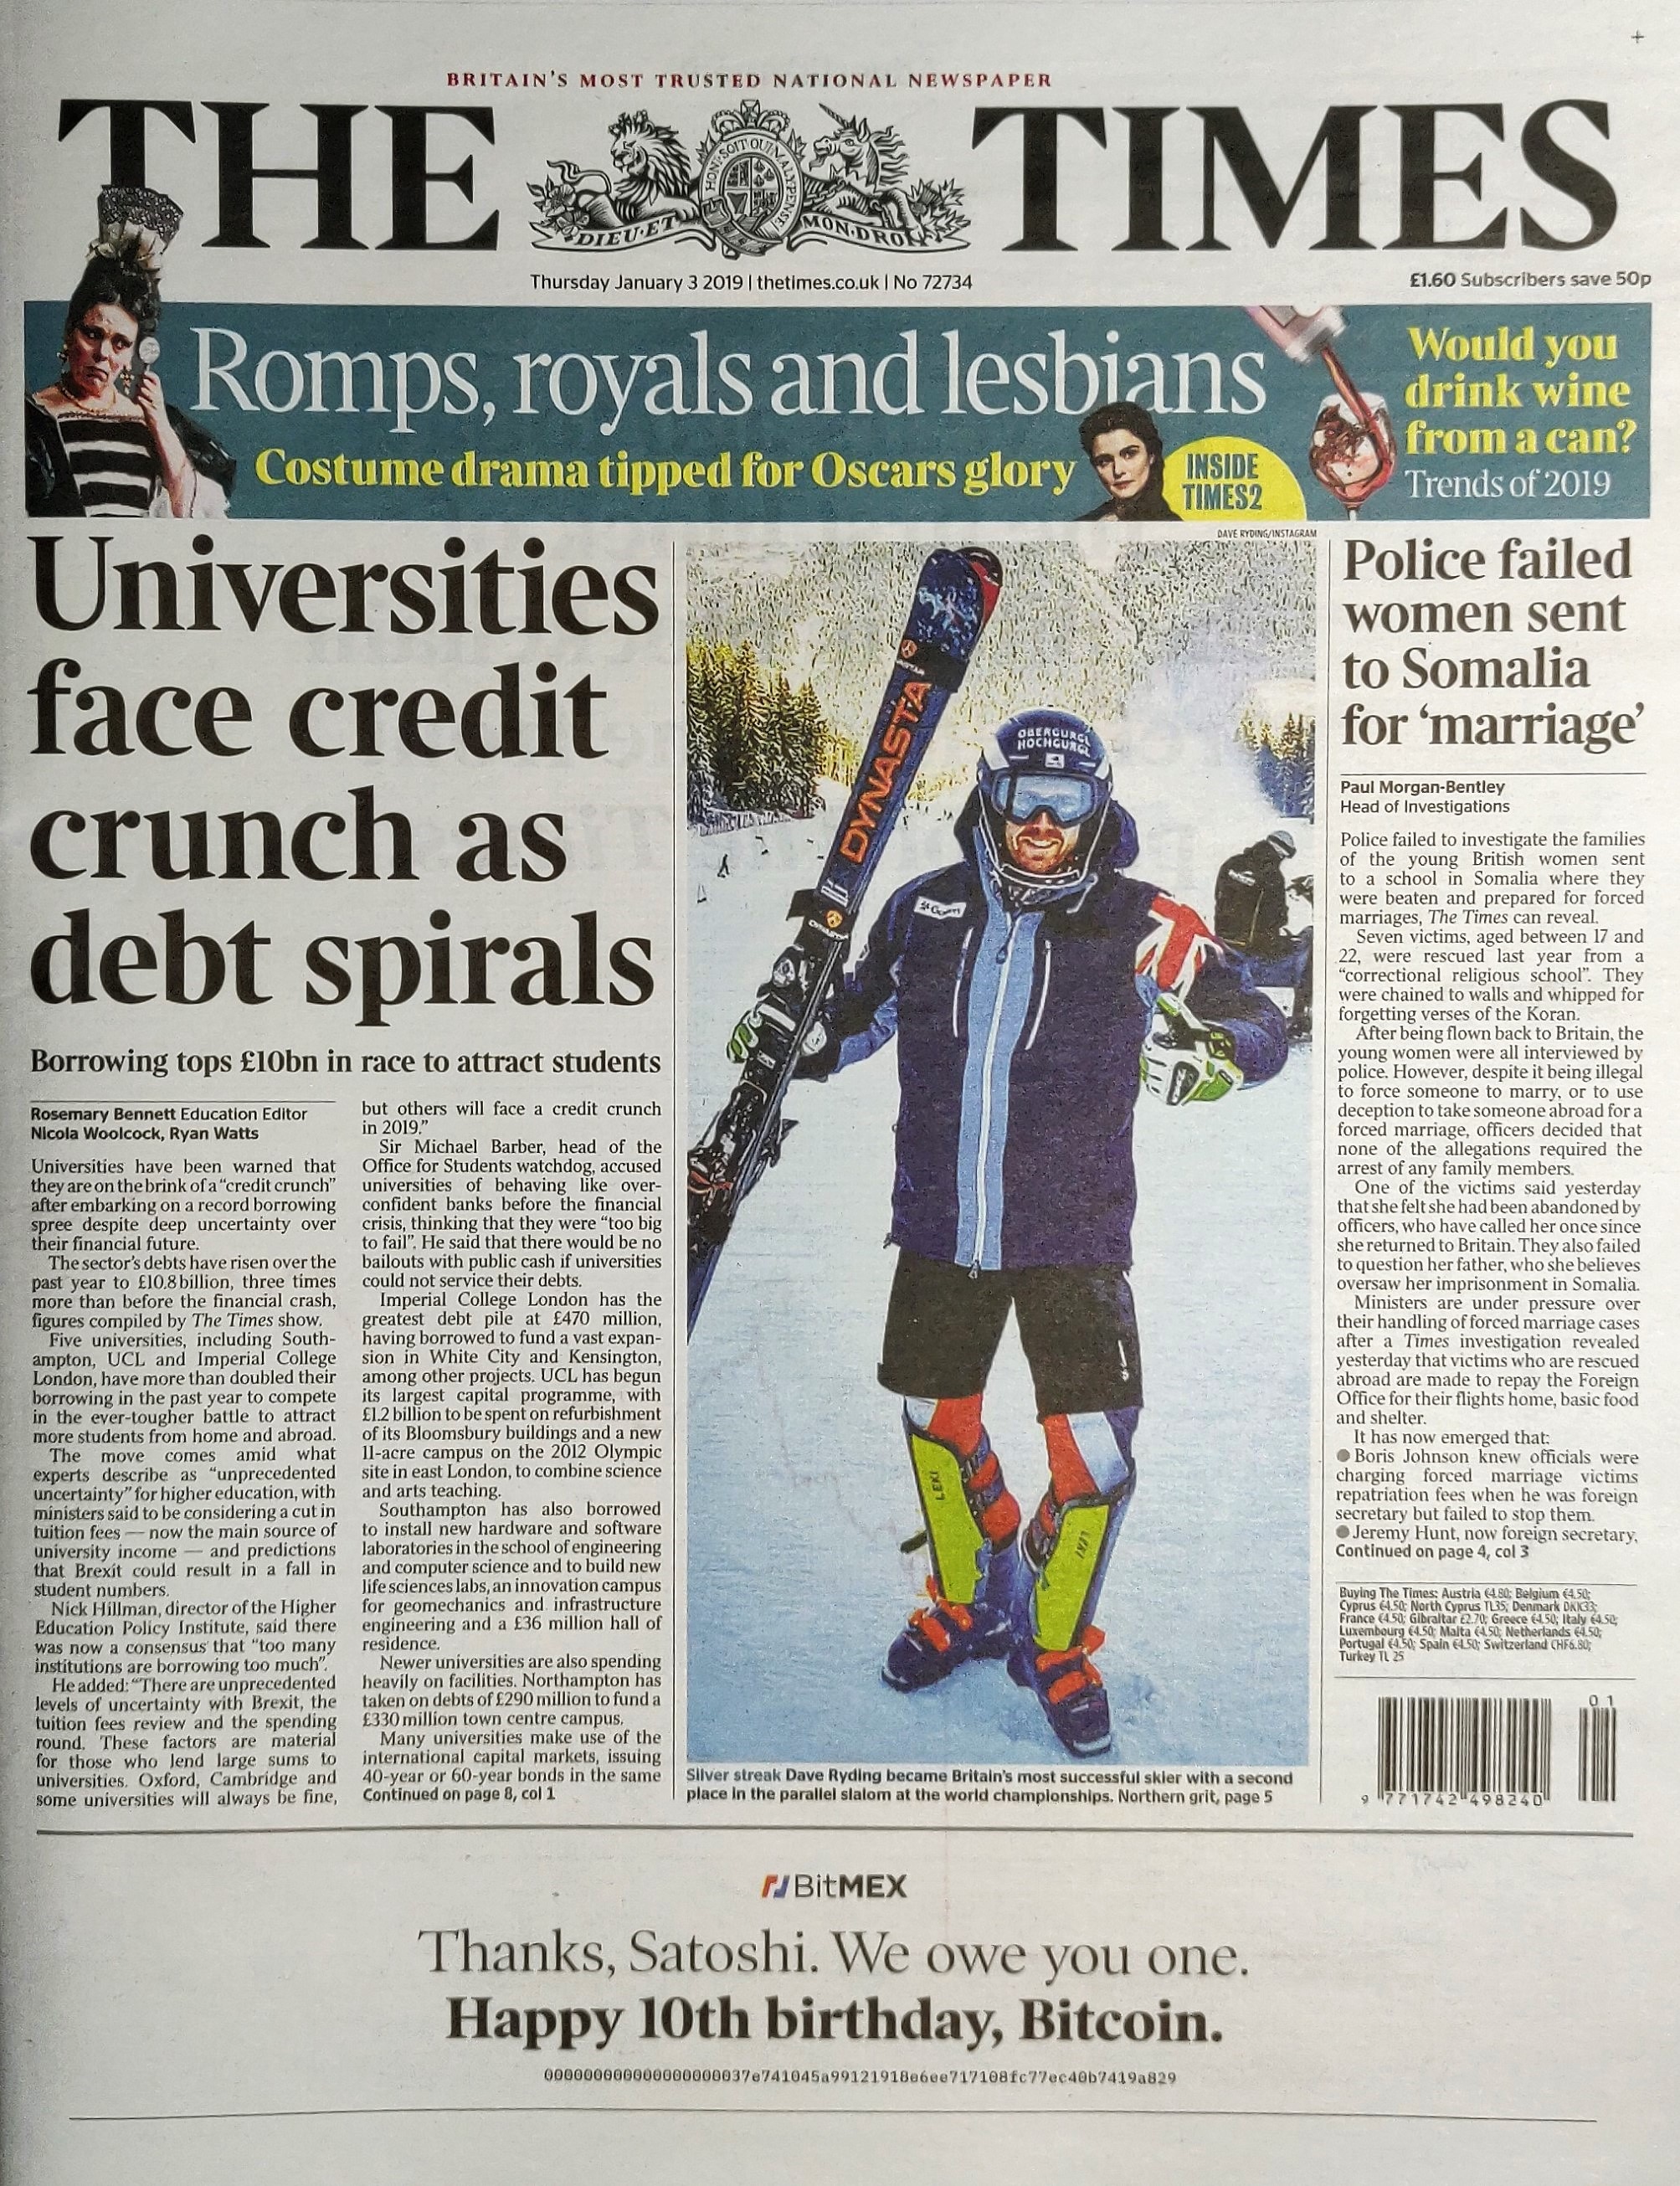 BRITAIN'S MOST TRUSTED NATIONAL NEWSPAPER
THE TIMES
HONI·SOIT·QUI·MAL·Y·PENSE
DIEU·ET MON·DROIT
Thursday January 3 2019 | thetimes.co.uk | No 72734
£1.60 Subscribers save 50p
Romps, royals and lesbians
Costume drama tipped for Oscars glory
INSIDE
TIMES2
Would you
drink wine
from a can?
Trends of 2019
Universities
face credit
crunch as
debt spirals
Borrowing tops £10bn in race to attract students
Rosemary Bennett Education Editor
Nicola Woolcock, Ryan Watts
Universities have been warned that
they are on the brink of a “credit crunch”
after embarking on a record borrowing
spree despite deep uncertainty over
their financial future.
The sector's debts have risen over the
past year to £10.8 billion, three times
more than before the financial crash,
figures compiled by The Times show.
Five universities, including South-
ampton, UCL and Imperial College
London, have more than doubled their
borrowing in the past year to compete
in the ever-tougher battle to attract
more students from home and abroad.
The move comes amid what
experts describe as “unprecedented
uncertainty” for higher education, with
ministers said to be considering a cut in
tuition fees — now the main source of
university income — and predictions
that Brexit could result in a fall in
student numbers.
Nick Hillman, director of the Higher
Education Policy Institute, said there
was now a consensus that “too many
institutions are borrowing too much”.
He added: “There are unprecedented
levels of uncertainty with Brexit, the
tuition fees review and the spending
round. These factors are material
for those who lend large sums to
universities. Oxford, Cambridge and
some universities will always be fine,
but others will face a credit crunch
in 2019.”
Sir Michael Barber, head of the
Office for Students watchdog, accused
universities of behaving like over-
confident banks before the financial
crisis, thinking that they were “too big
to fail”. He said that there would be no
bailouts with public cash if universities
could not service their debts.
Imperial College London has the
greatest debt pile at £470 million,
having borrowed to fund a vast expan-
sion in White City and Kensington,
among other projects. UCL has begun
its largest capital programme, with
£1.2 billion to be spent on refurbishment
of its Bloomsbury buildings and a new
11-acre campus on the 2012 Olympic
site in east London, to combine science
and arts teaching.
Southampton has also borrowed
to install new hardware and software
laboratories in the school of engineering
and computer science and to build new
life sciences labs, an innovation campus
for geomechanics and infrastructure
engineering and a £36 million hall of
residence.
Newer universities are also spending
heavily on facilities. Northampton has
taken on debts of £290 million to fund a
£330 million town centre campus.
Many universities make use of the
international capital markets, issuing
40-year or 60-year bonds in the same
Continued on page 8, col 1
DAVE RYDING/INSTAGRAM
DYNASTAR
OBERGURGL
HOCHGURGL
LEKI
LEKI
Silver streak Dave Ryding became Britain's most successful skier with a second
place in the parallel slalom at the world championships. Northern grit, page 5
Police failed
women sent
to Somalia
for ‘marriage’
Paul Morgan-Bentley
Head of Investigations
Police failed to investigate the families
of the young British women sent
to a school in Somalia where they
were beaten and prepared for forced
marriages, The Times can reveal.
Seven victims, aged between 17 and
22, were rescued last year from a
“correctional religious school”. They
were chained to walls and whipped for
forgetting verses of the Koran.
After being flown back to Britain, the
young women were all interviewed by
police. However, despite it being illegal
to force someone to marry, or to use
deception to take someone abroad for a
forced marriage, officers decided that
none of the allegations required the
arrest of any family members.
One of the victims said yesterday
that she felt she had been abandoned by
officers, who have called her once since
she returned to Britain. They also failed
to question her father, who she believes
oversaw her imprisonment in Somalia.
Ministers are under pressure over
their handling of forced marriage cases
after a Times investigation revealed
yesterday that victims who are rescued
abroad are made to repay the Foreign
Office for their flights home, basic food
and shelter.
It has now emerged that:
● Boris Johnson knew officials were
charging forced marriage victims
repatriation fees when he was foreign
secretary but failed to stop them.
● Jeremy Hunt, now foreign secretary,
Continued on page 4, col 3
Buying The Times: Austria €4.80; Belgium €4.50;
Cyprus €4.50; North Cyprus TL35; Denmark DKK33;
France €4.50; Gibraltar £2.70; Greece €4.50; Italy €4.50;
Luxembourg €4.50; Malta €4.50; Netherlands €4.50;
Portugal €4.50; Spain €4.50; Switzerland CHF6.80;
Turkey TL 25
01
9 771742 498240
BitMEX
Thanks, Satoshi. We owe you one.
Happy 10th birthday, Bitcoin.
0000000000000000000037e741045a99121918e6ee717108fc77ec40b7419a829